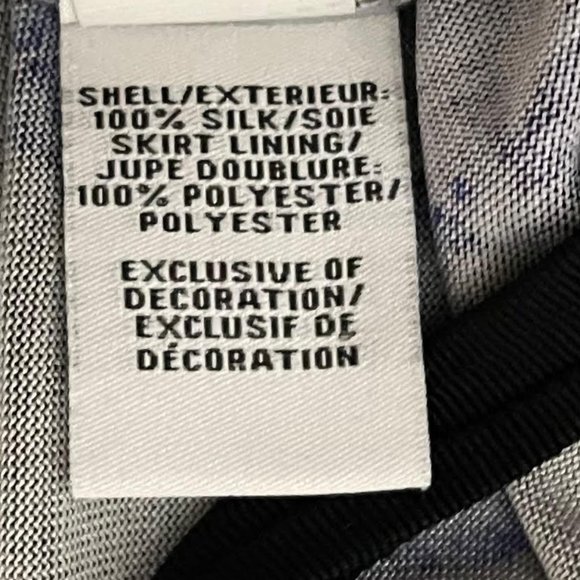 SHELL/EXTERIEUR:
100% SILK/SOIE
SKIRT LINING/
JUPE DOUBLURE:
100% POLYESTER/
POLYESTER
EXCLUSIVE OF
DECORATION/
EXCLUSIF DE
DÉCORATION